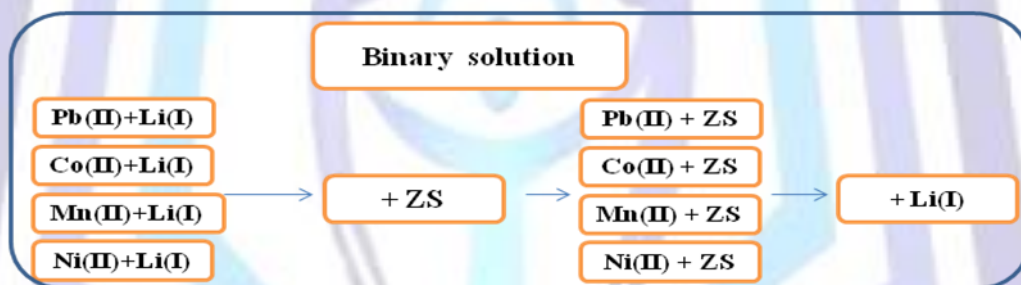 Binary solution
Pb(II)+Li(I)
Co(II)+Li(I)
Mn(II)+Li(I)
Ni(II)+Li(I)
+ ZS
Pb(II) + ZS
Co(II) + ZS
Mn(II) + ZS
Ni(II) + ZS
+ Li(I)